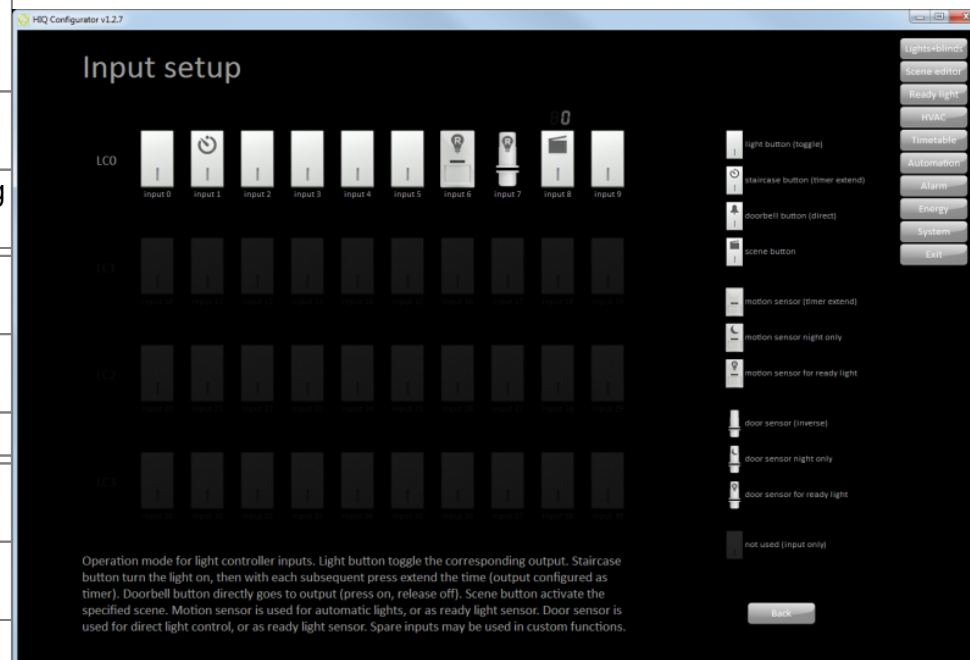 HIQ Configurator v1.2.7
Input setup
Lights+blinds
Scene editor
Ready light
HVAC
Timetable
Automation
Alarm
Energy
System
Exit
0
LC0
R
R
input 0
input 1
input 2
input 3
input 4
input 5
input 6
input 7
input 8
input 9
g
light button (toggle)
staircase button (timer extend)
doorbell button (direct)
scene button
motion sensor (timer extend)
motion sensor night only
motion sensor for ready light
door sensor (inverse)
door sensor night only
door sensor for ready light
not used (input only)
LC1
LC2
LC3
Operation mode for light controller inputs. Light button toggle the corresponding output. Staircase
button turn the light on, then with each subsequent press extend the time (output configured as
timer). Doorbell button directly goes to output (press on, release off). Scene button activate the
specified scene. Motion sensor is used for automatic lights, or as ready light sensor. Door sensor is
used for direct light control, or as ready light sensor. Spare inputs may be used in custom functions.
Back